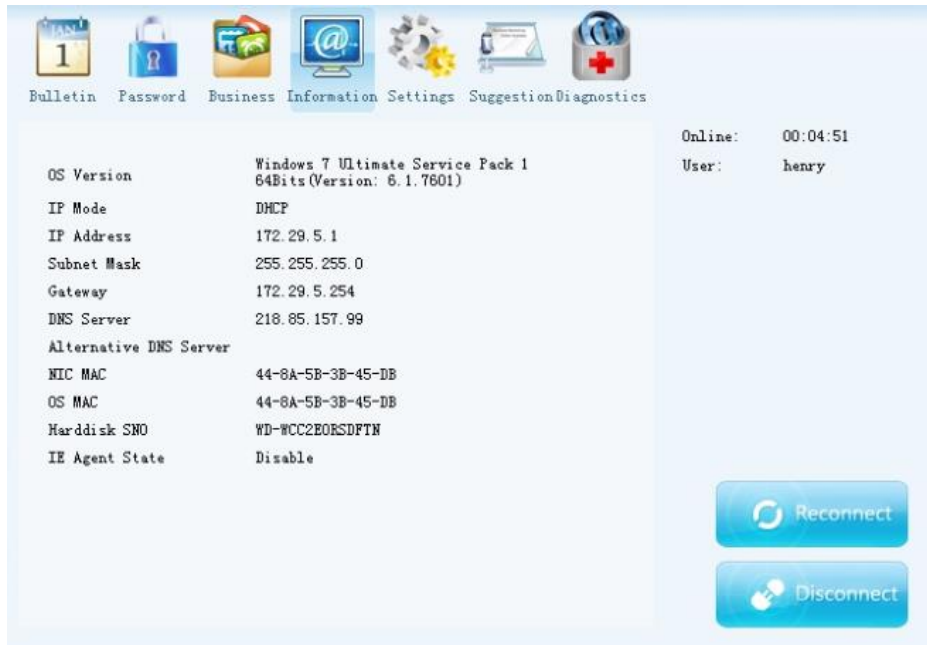 JAN
1
Bulletin Password Business Information Settings Suggestion Diagnostics
Online: 00:04:51
User: henry
OS Version Windows 7 Ultimate Service Pack 1
64Bits(Version: 6.1.7601)
IP Mode DHCP
IP Address 172.29.5.1
Subnet Mask 255.255.255.0
Gateway 172.29.5.254
DNS Server 218.85.157.99
Alternative DNS Server
NIC MAC 44-8A-5B-3B-45-DB
OS MAC 44-8A-5B-3B-45-DB
Harddisk SNO WD-WCC2EORSDFTN
IE Agent State Disable
Reconnect
Disconnect